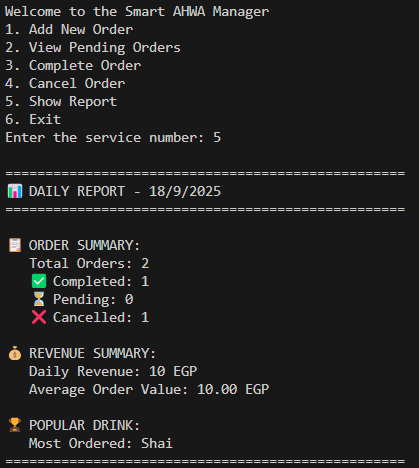 Welcome to the Smart AHWA Manager
1. Add New Order
2. View Pending Orders
3. Complete Order
4. Cancel Order
5. Show Report
6. Exit
Enter the service number: 5
==================================================
📊 DAILY REPORT - 18/9/2025
==================================================
📋 ORDER SUMMARY:
Total Orders: 2
✅ Completed: 1
⏳ Pending: 0
❌ Cancelled: 1
💰 REVENUE SUMMARY:
Daily Revenue: 10 EGP
Average Order Value: 10.00 EGP
🏆 POPULAR DRINK:
Most Ordered: Shai
==================================================